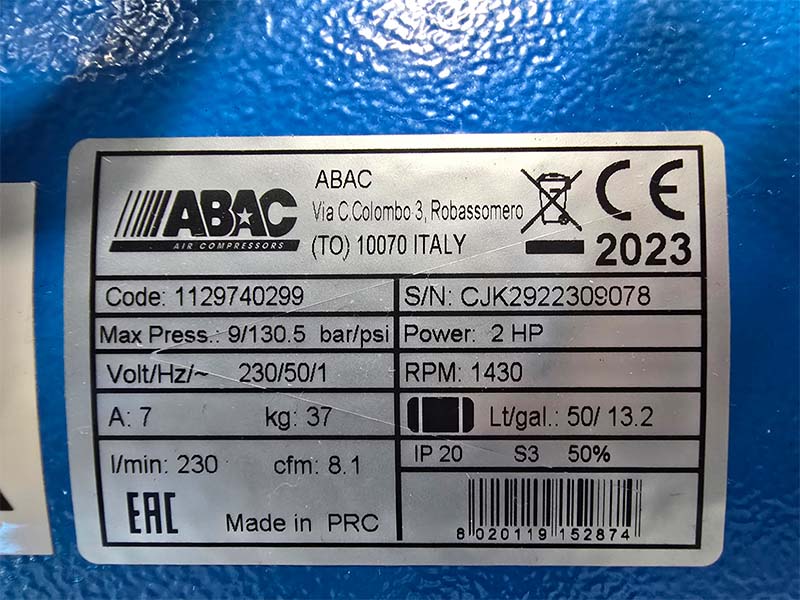 ABAC
AIR COMPRESSORS
ABAC
Via C.Colombo 3, Robassomero
(TO) 10070 ITALY
CE
2023
Code: 1129740299
S/N: CJK2922309078
Max Press.: 9/130.5 bar/psi
Power: 2 HP
Volt/Hz/~ 230/50/1
RPM: 1430
A: 7 kg: 37
Lt/gal.: 50/ 13.2
l/min: 230 cfm: 8.1
IP 20 S3 50%
EAC
Made in PRC
8 020119 152874